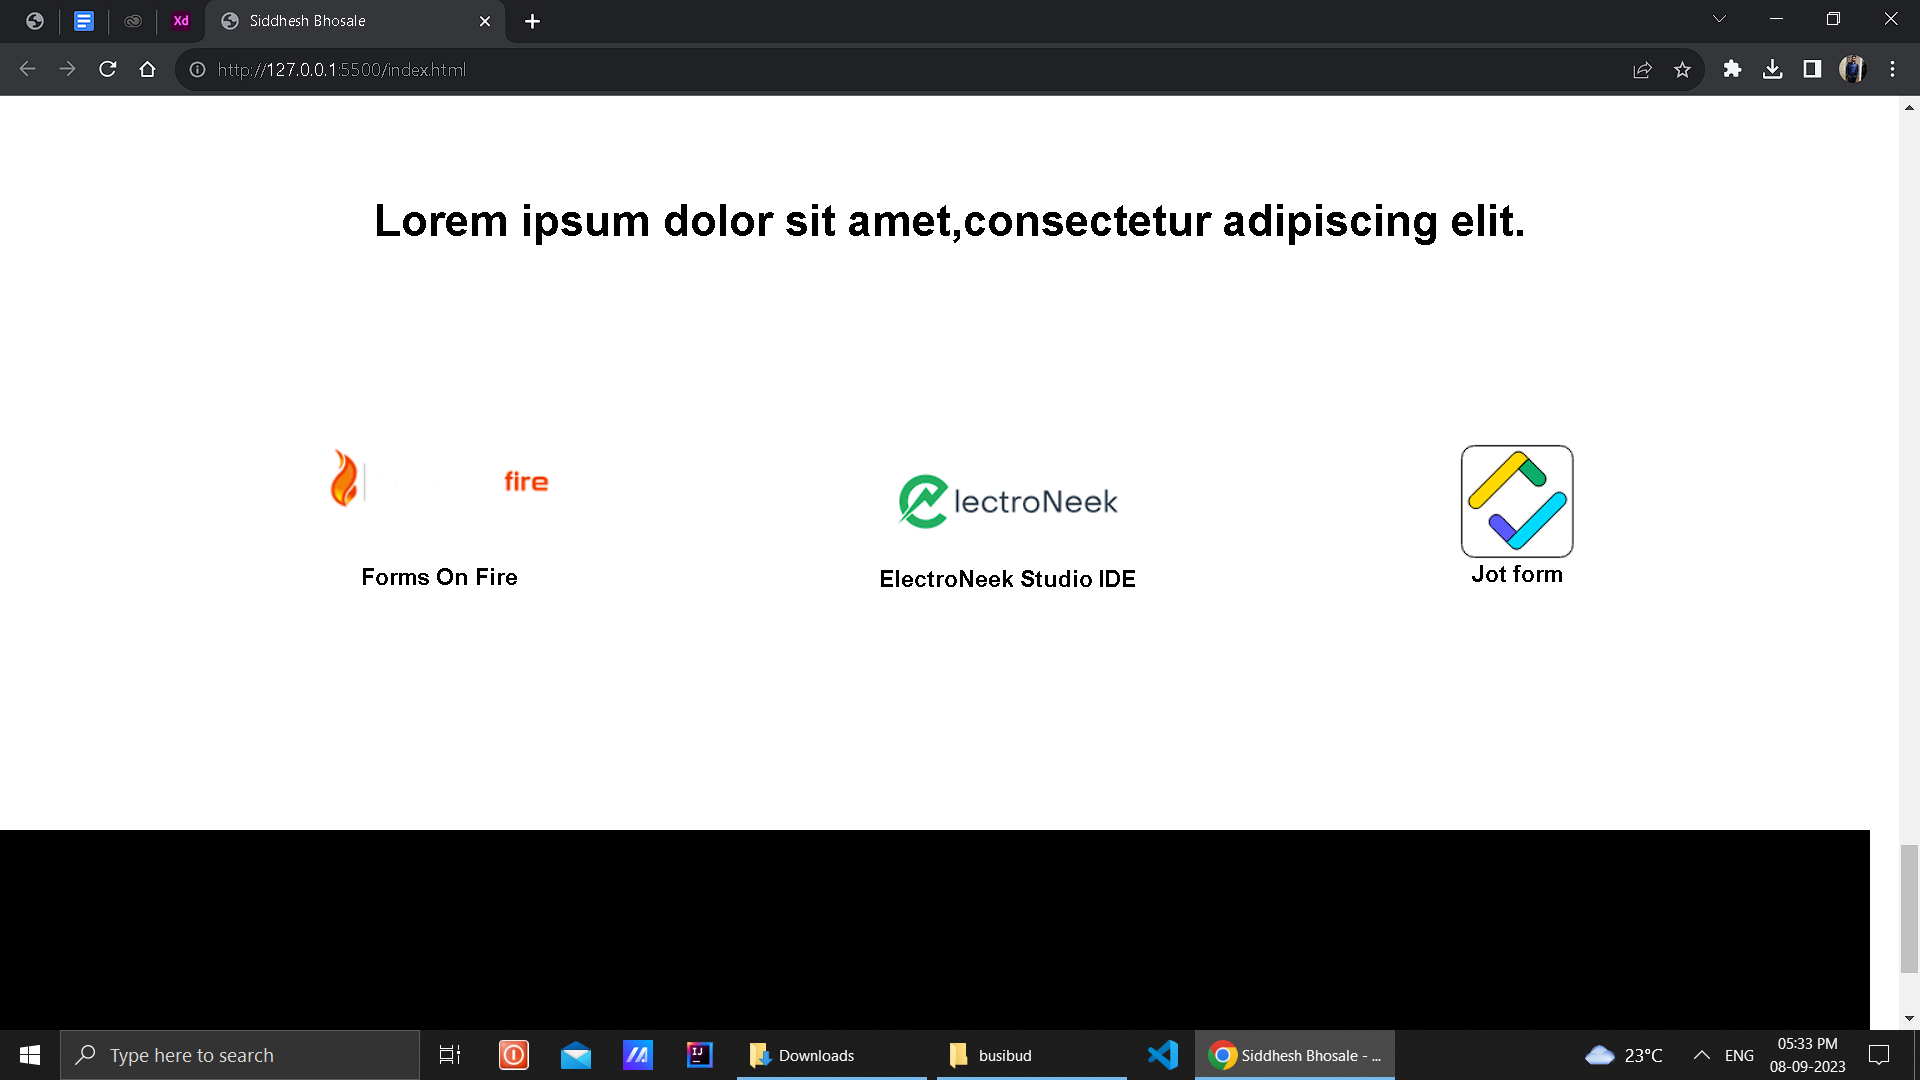 Xd
Siddhesh Bhosale
http://127.0.0.1:5500/index.html
Lorem ipsum dolor sit amet,consectetur adipiscing elit.
fire
lectroNeek
Forms On Fire
ElectroNeek Studio IDE
Jot form
Type here to search
IJ
Downloads
busibud
Siddhesh Bhosale - ...
23°C
ENG
05:33 PM
08-09-2023